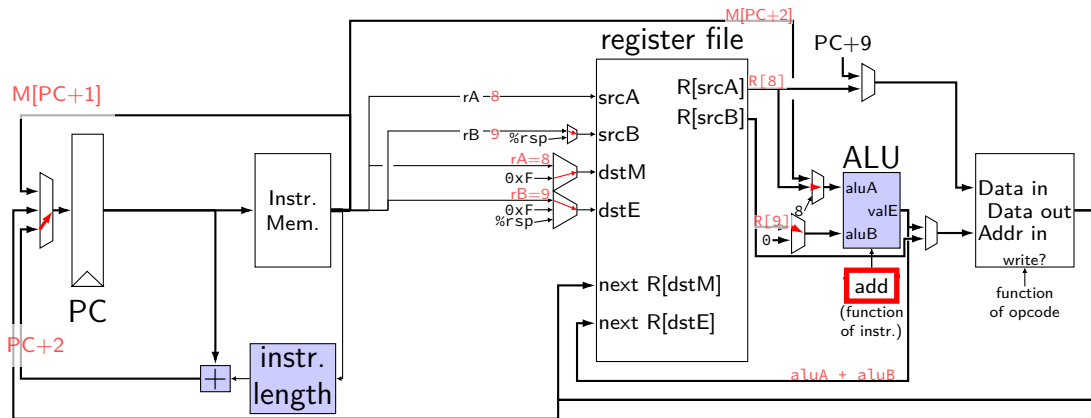 M[PC+2]
register file
PC+9
M[PC+1]
R[srcA]
R[8]
rA 8
srcA
R[srcB]
rB 9
%rsp
srcB
ALU
rA=8
0xF
dstM
Instr.
Mem.
rB=9
0xF
%rsp
dstE
8
aluA
valE
aluB
R[9]
0
Data in
Data out
Addr in
write?
function
of opcode
add
(function
of instr.)
PC
next R[dstM]
next R[dstE]
PC+2
+
instr.
length
aluA + aluB